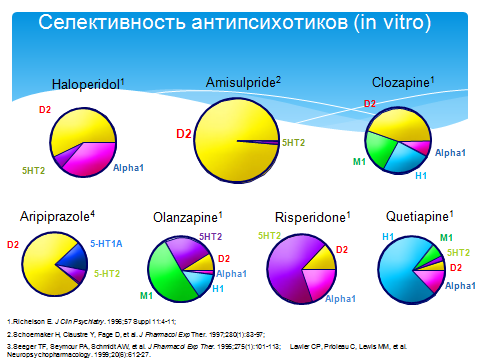 Селективность антипсихотиков (in vitro)
Haloperidol1
Amisulpride2
Clozapine1
D2
5HT2
Alpha1
D2
5HT2
D2
M1
Alpha1
H1
Aripiprazole4
Olanzapine1
Risperidone1
Quetiapine1
D2
5-HT1A
5-HT2
5HT2
D2
Alpha1
H1
M1
5HT2
D2
Alpha1
H1
M1
5HT2
D2
Alpha1
1.Richelson E. J Clin Psychiatry. 1996;57 Suppl 11:4-11;
2.Schoemaker H, Claustre Y, Fage D, et al. J Pharmacol Exp Ther. 1997;280(1):83-97;
3.Seeger TF, Seymour PA, Schmidt AW, et al. J Pharmacol Exp Ther. 1995;275(1):101-113; Lawler CP, Prioleau C, Lewis MM, et al.
Neuropsychopharmacology. 1999;20(6):612-27.